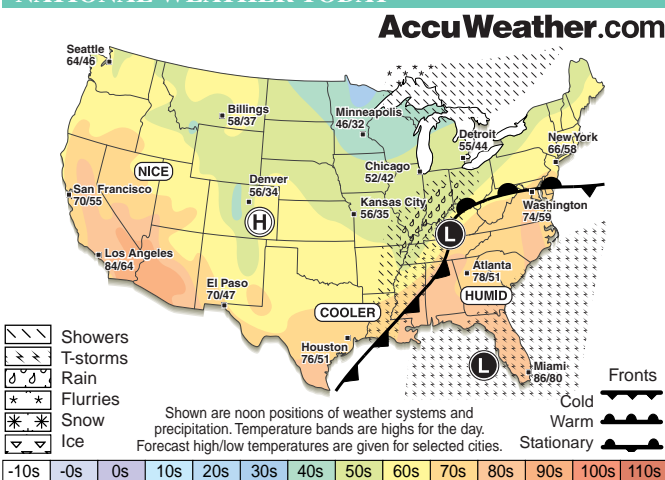 NATIONAL WEATHER TODAY
AccuWeather.com
Seattle
64/46
Billings
58/37
Minneapolis
46/32
Detroit
55/44
New York
66/58
Chicago
52/42
NICE
Denver
56/34
San Francisco
70/55
Kansas City
56/35
Washington
74/59
H
L
Los Angeles
84/64
Atlanta
78/51
El Paso
70/47
HUMID
COOLER
Houston
76/51
L
Miami
86/80
Showers
T-storms
Rain
Flurries
Snow
Ice
Fronts
Cold
Warm
Stationary
Shown are noon positions of weather systems and
precipitation. Temperature bands are highs for the day.
Forecast high/low temperatures are given for selected cities.
-10s -0s 0s 10s 20s 30s 40s 50s 60s 70s 80s 90s 100s 110s